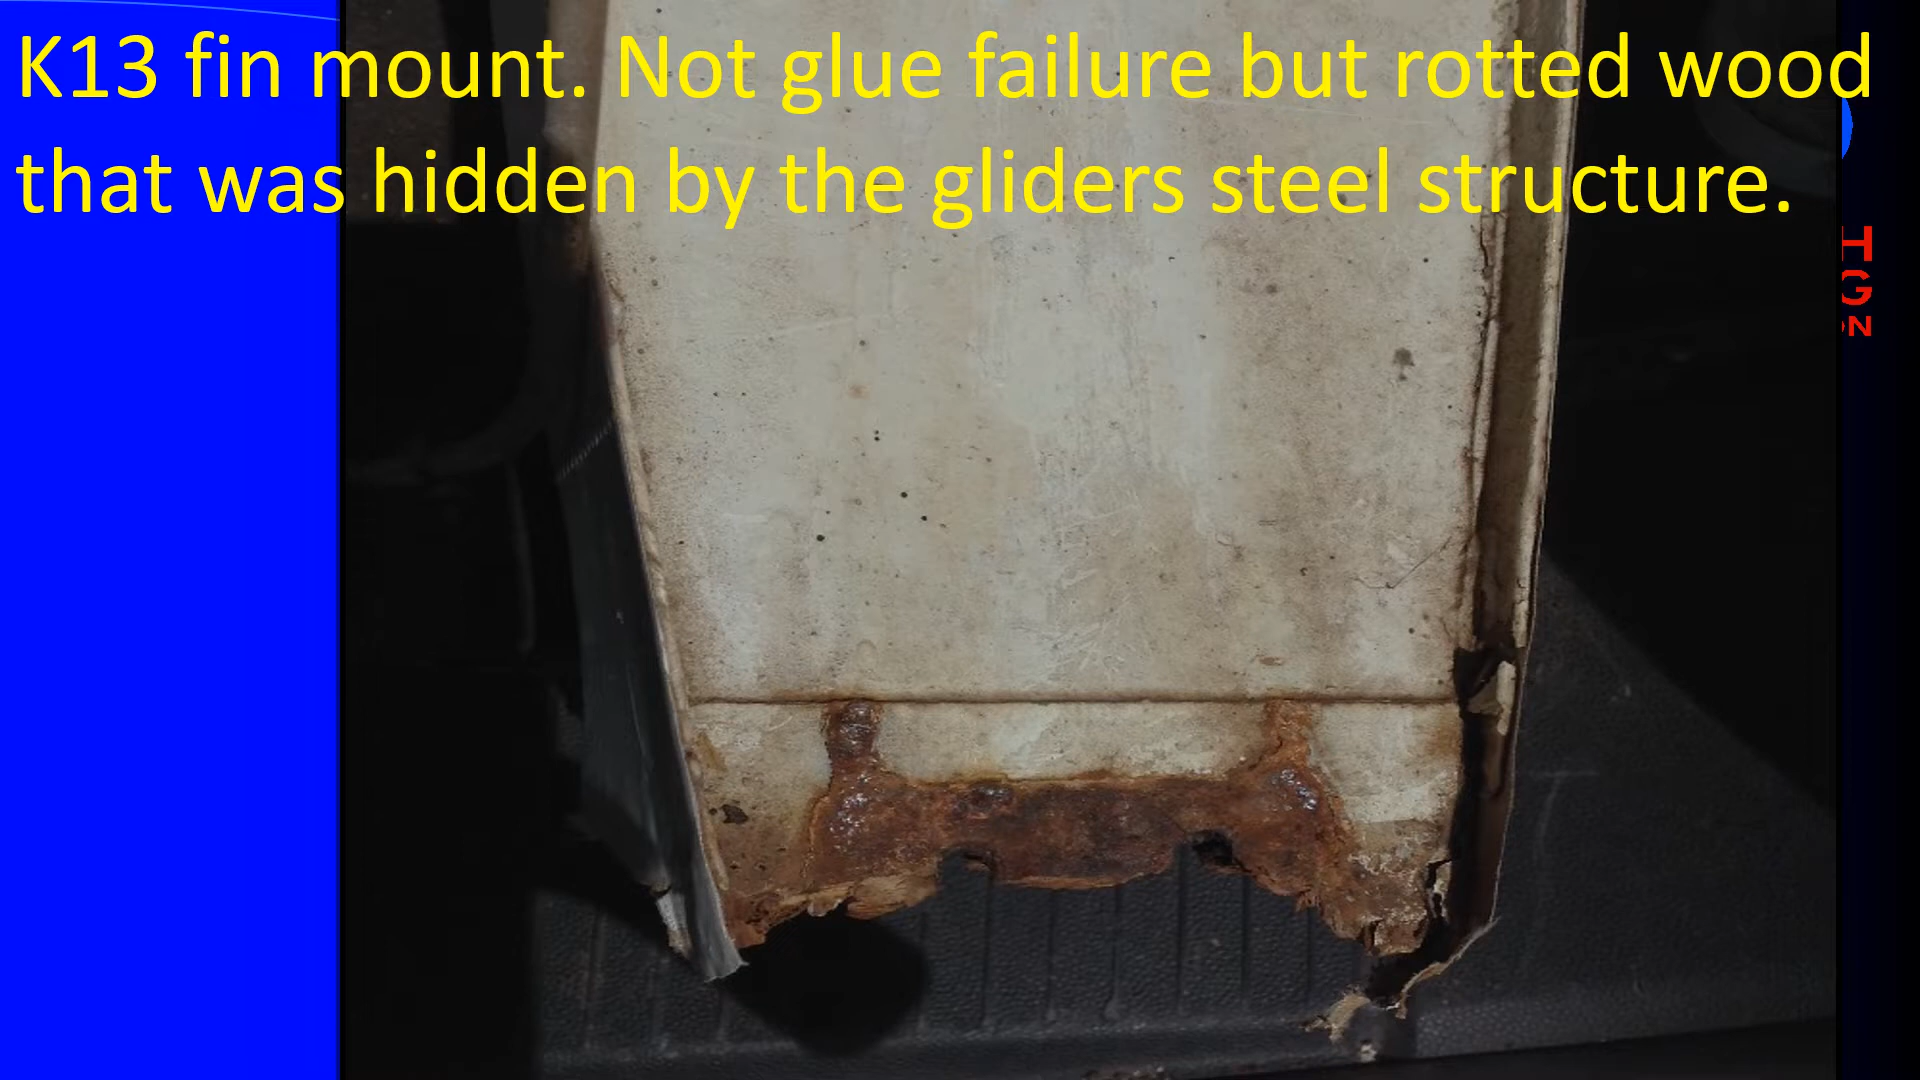 K13 fin mount. Not glue failure but rotted wood
that was hidden by the gliders steel structure.